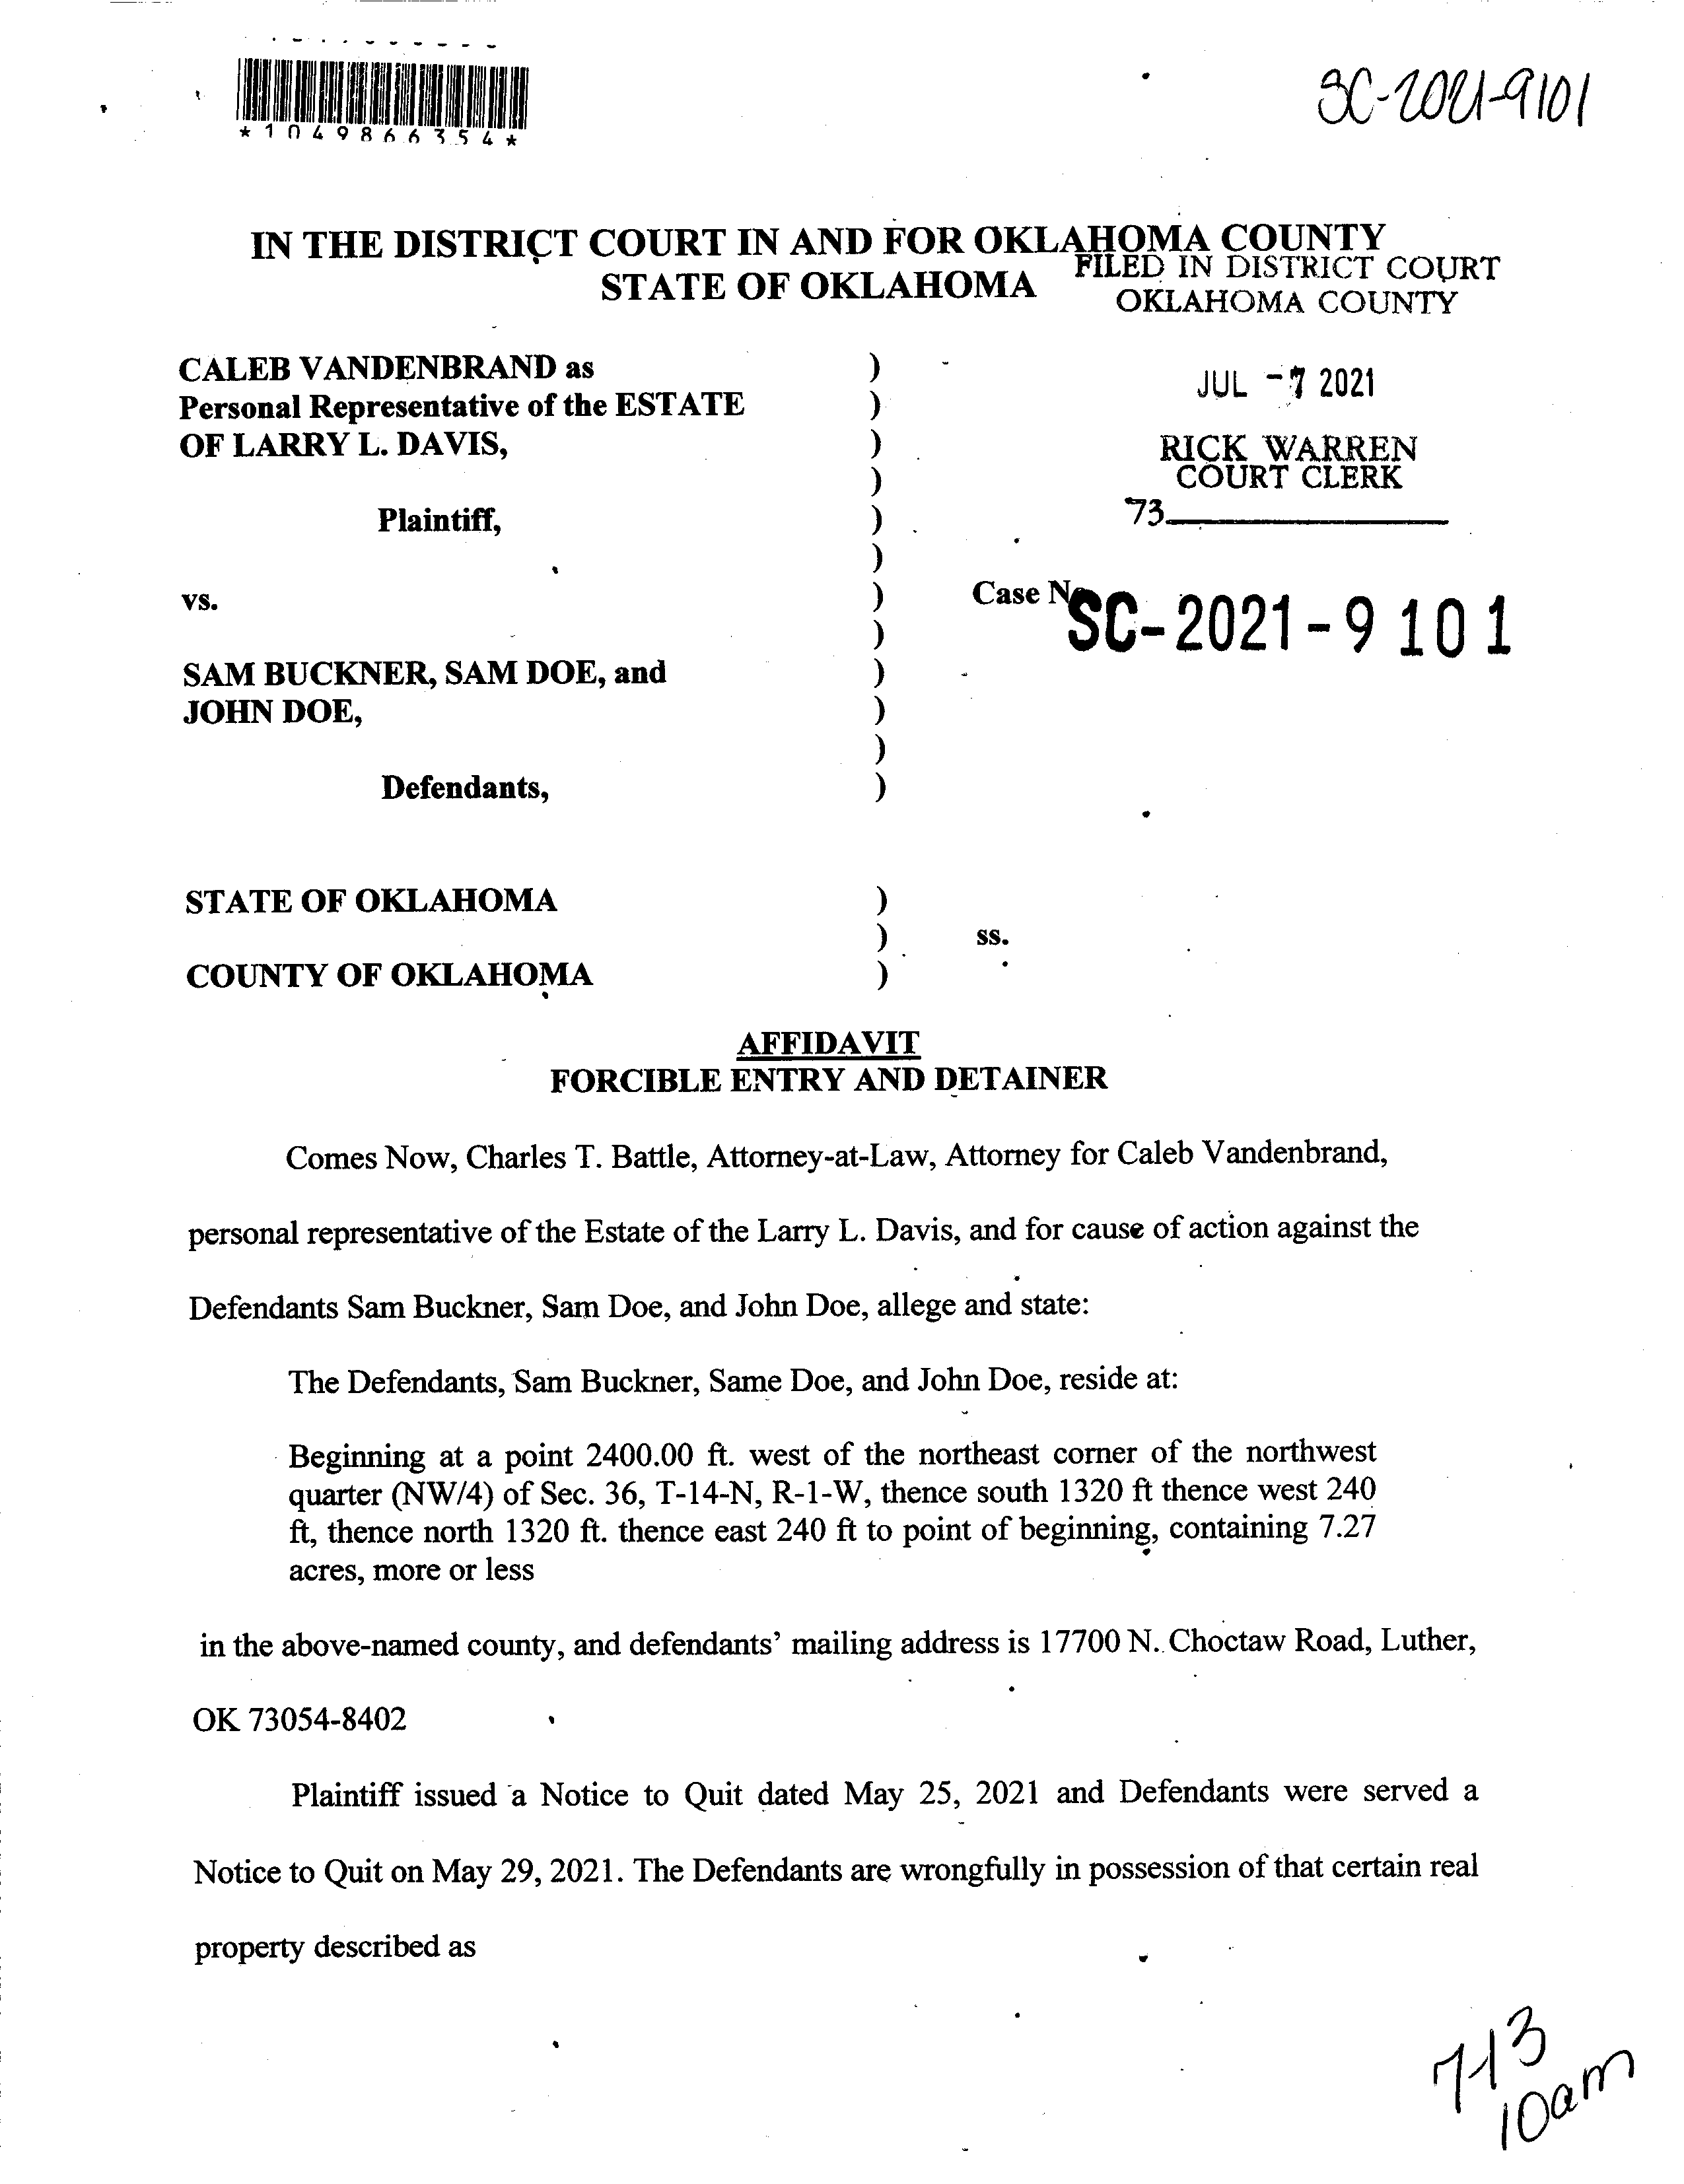 *1049866354*
SC-2021-9101
IN THE DISTRICT COURT IN AND FOR OKLAHOMA COUNTY
STATE OF OKLAHOMA
FILED IN DISTRICT COURT
OKLAHOMA COUNTY
JUL -7 2021
RICK WARREN
COURT CLERK
73
CALEB VANDENBRAND as )
Personal Representative of the ESTATE )
OF LARRY L. DAVIS, )
)
Plaintiff, )
)
vs. ) Case No
SC-2021-9101
)
SAM BUCKNER, SAM DOE, and )
JOHN DOE, )
)
Defendants, )
STATE OF OKLAHOMA )
) ss.
COUNTY OF OKLAHOMA )
AFFIDAVIT
FORCIBLE ENTRY AND DETAINER
Comes Now, Charles T. Battle, Attorney-at-Law, Attorney for Caleb Vandenbrand,
personal representative of the Estate of the Larry L. Davis, and for cause of action against the
Defendants Sam Buckner, Sam Doe, and John Doe, allege and state:
The Defendants, Sam Buckner, Same Doe, and John Doe, reside at:
Beginning at a point 2400.00 ft. west of the northeast corner of the northwest
quarter (NW/4) of Sec. 36, T-14-N, R-1-W, thence south 1320 ft thence west 240
ft, thence north 1320 ft. thence east 240 ft to point of beginning, containing 7.27
acres, more or less
in the above-named county, and defendants' mailing address is 17700 N. Choctaw Road, Luther,
OK 73054-8402
Plaintiff issued a Notice to Quit dated May 25, 2021 and Defendants were served a
Notice to Quit on May 29, 2021. The Defendants are wrongfully in possession of that certain real
property described as
7-13
10am